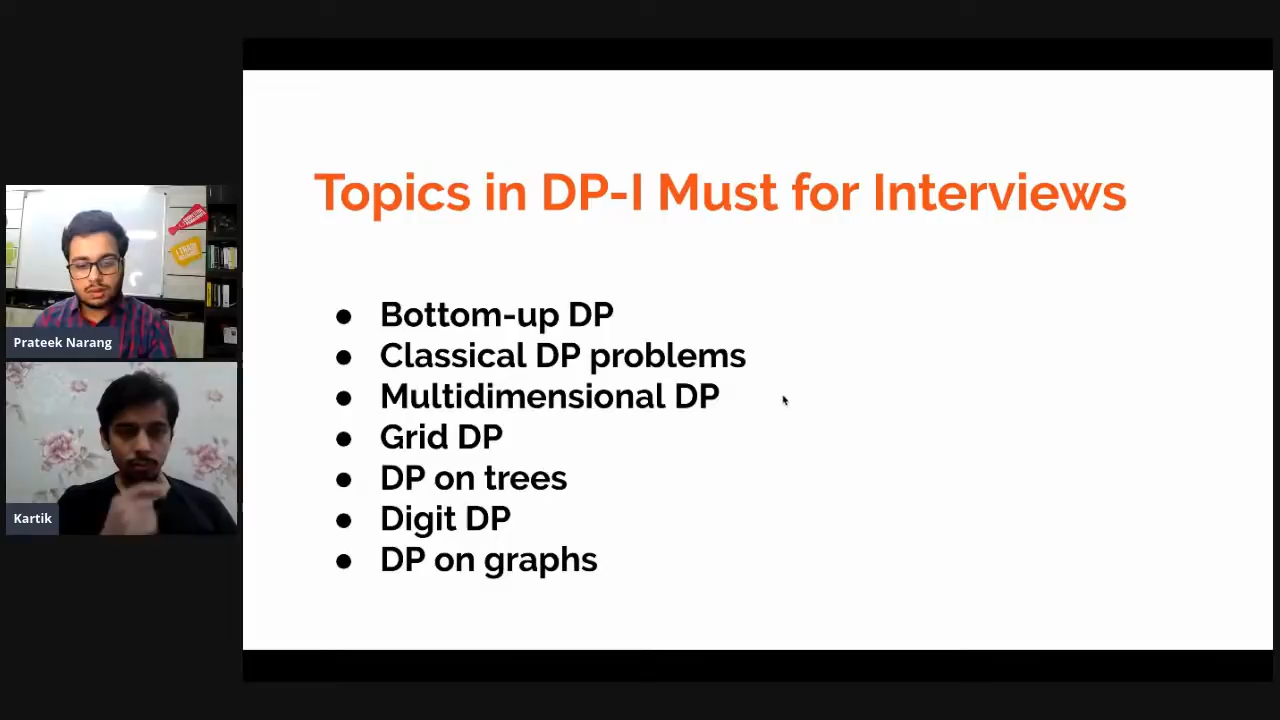 Topics in DP-I Must for Interviews
● Bottom-up DP
● Classical DP problems
● Multidimensional DP
● Grid DP
● DP on trees
● Digit DP
● DP on graphs
Prateek Narang
Kartik